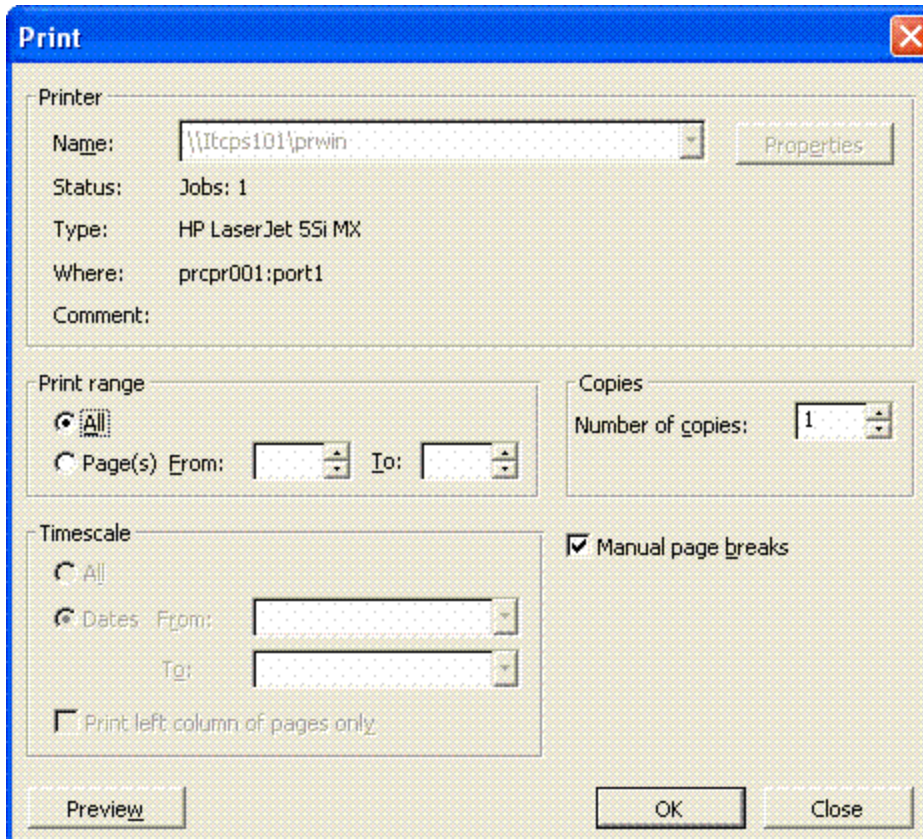 Print
Printer
Name: \\Itcps101\prwin Properties
Status: Jobs: 1
Type: HP LaserJet 5Si MX
Where: prcpr001:port1
Comment:
Print range
All
Page(s) From: To:
Copies
Number of copies: 1
Timescale
All
Dates From:
To:
Print left column of pages only
Manual page breaks
Preview OK Close